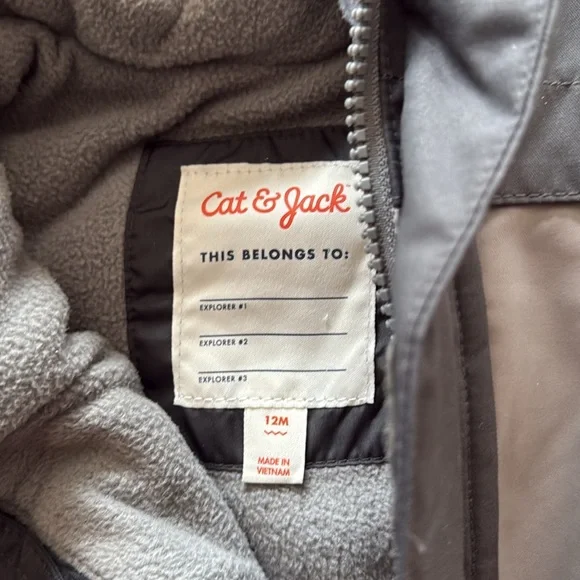 Cat & Jack
THIS BELONGS TO:
EXPLORER #1
EXPLORER #2
EXPLORER #3
12M
MADE IN
VIETNAM